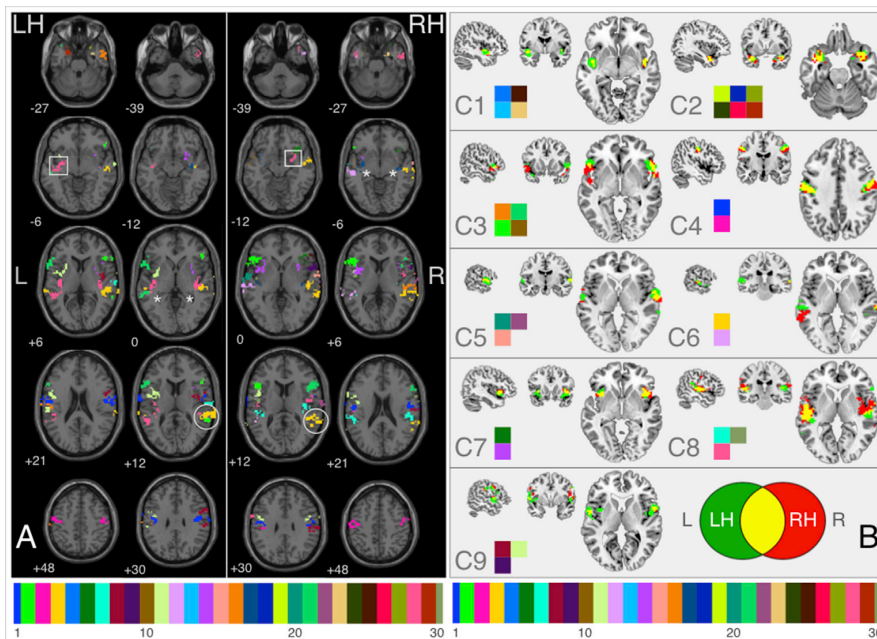 LH RH
-27 -39 -39 -27
-6 -12 -12 -6
L R
+6 0 0 +6
* * * *
+21 +12 +12 +21
A
+48 +30 +30 +48
1 10 20 30
C1 C2
C3 C4
C5 C6
C7 C8
C9
L LH RH R
B
1 10 20 30